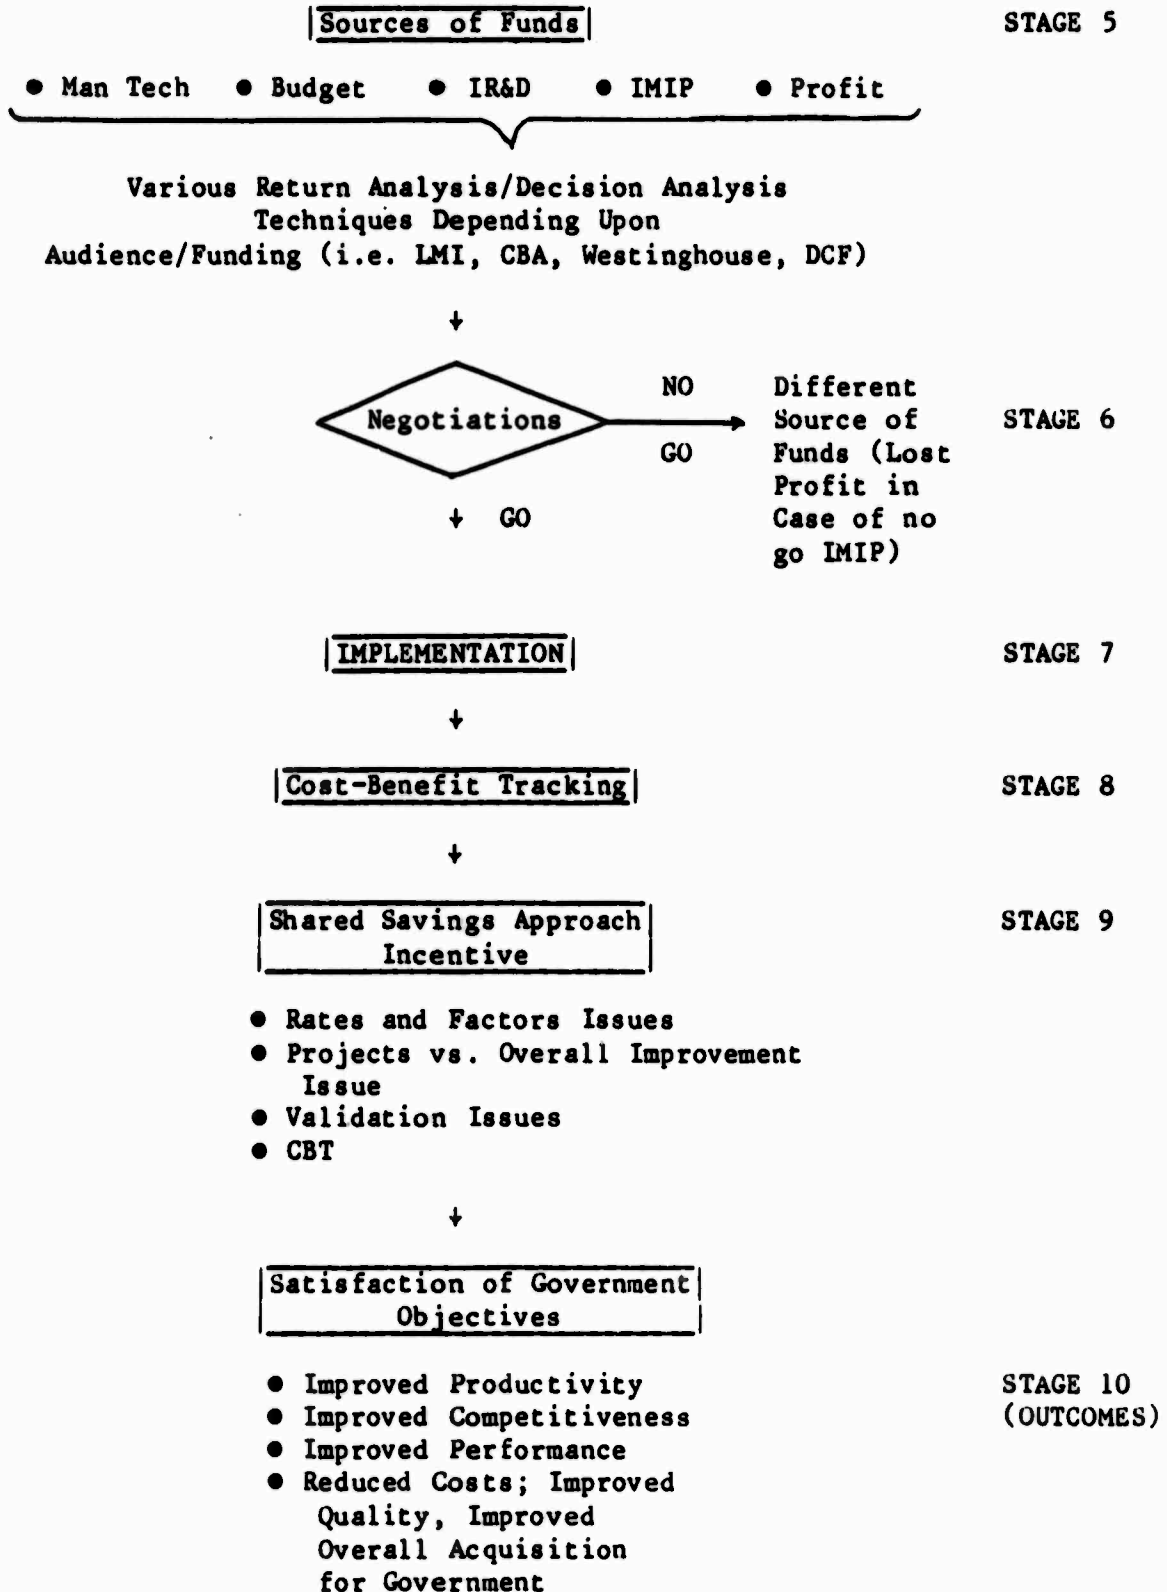 Sources of Funds STAGE 5
● Man Tech ● Budget ● IR&D ● IMIP ● Profit
Various Return Analysis/Decision Analysis
Techniques Depending Upon
Audience/Funding (i.e. LMI, CBA, Westinghouse, DCF)
NO Different
Negotiations Source of STAGE 6
GO Funds (Lost
Profit in
GO Case of no
go IMIP)
IMPLEMENTATION STAGE 7
Cost-Benefit Tracking STAGE 8
Shared Savings Approach STAGE 9
Incentive
● Rates and Factors Issues
● Projects vs. Overall Improvement
Issue
● Validation Issues
● CBT
Satisfaction of Government
Objectives
● Improved Productivity STAGE 10
● Improved Competitiveness (OUTCOMES)
● Improved Performance
● Reduced Costs; Improved
Quality, Improved
Overall Acquisition
for Government